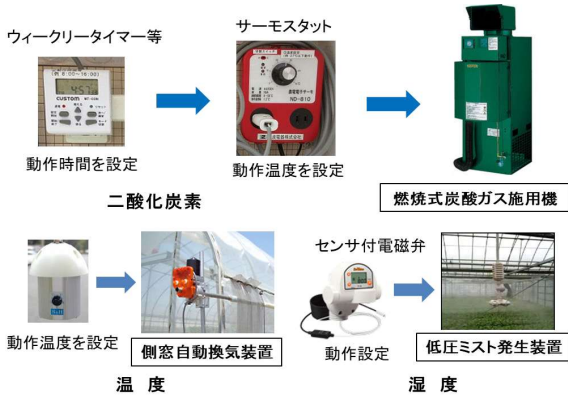 ウィークリータイマー等
サーモスタット
CUSTOM
ND-810
動作時間を設定
動作温度を設定
二酸化炭素
燃焼式炭酸ガス施用機
センサ付電磁弁
動作温度を設定
側窓自動換気装置
動作設定
低圧ミスト発生装置
温 度
湿 度